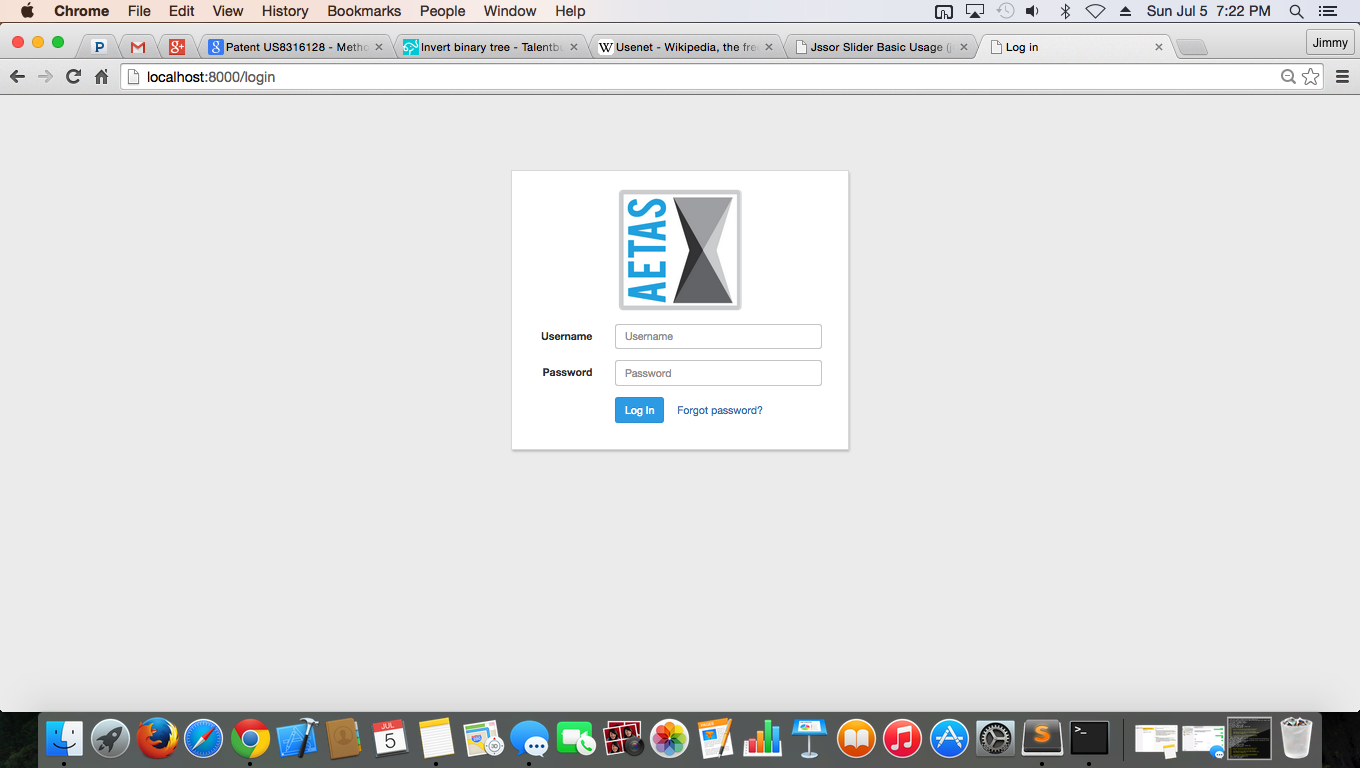 Chrome File Edit View History Bookmarks People Window Help Sun Jul 5 7:22 PM
Patent US8316128 - Metho Invert binary tree - Talentbu Usenet - Wikipedia, the fre Jssor Slider Basic Usage (j Log in Jimmy
localhost:8000/login
AETAS
Username Username
Password Password
Log In Forgot password?
JUL
5